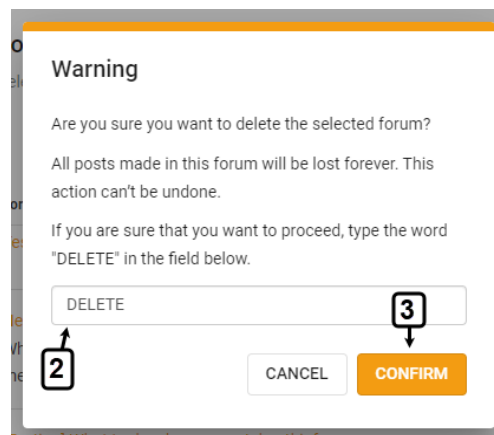 Warning
Are you sure you want to delete the selected forum?
All posts made in this forum will be lost forever. This
action can't be undone.
If you are sure that you want to proceed, type the word
"DELETE" in the field below.
DELETE
3
2
CANCEL
CONFIRM